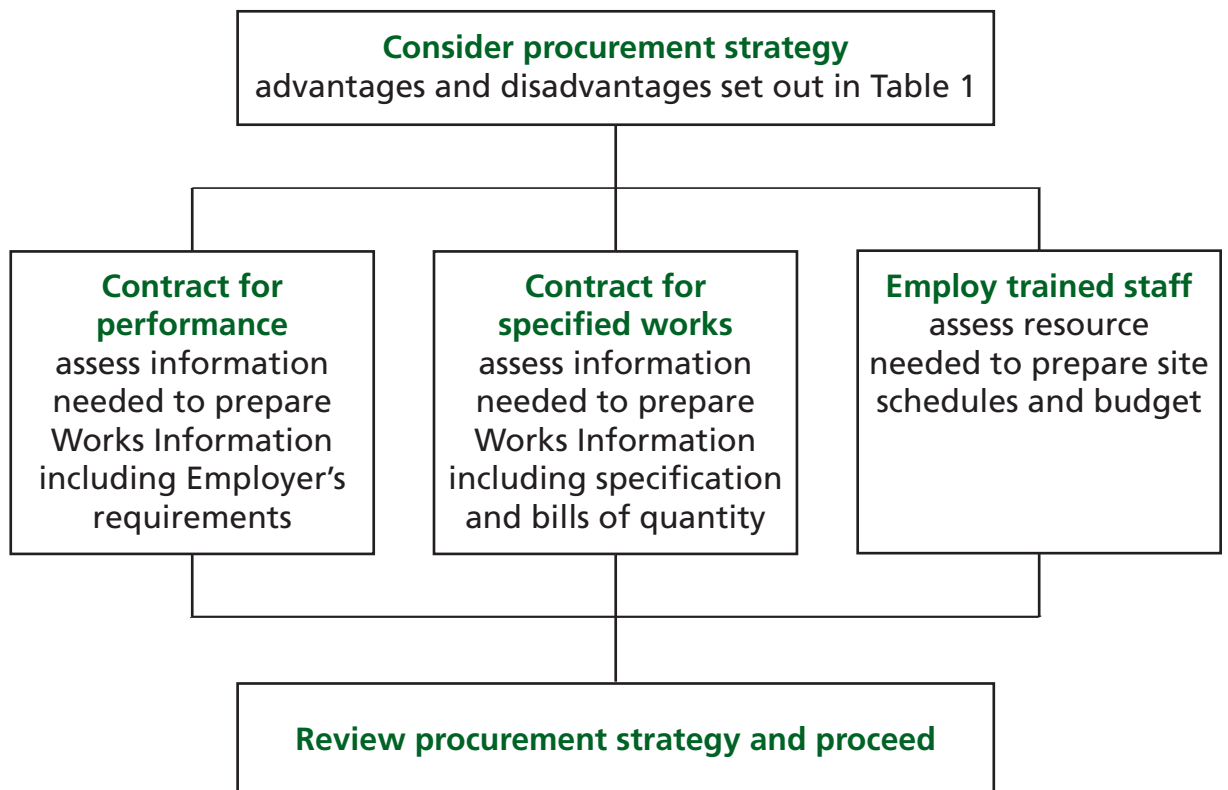 Consider procurement strategy
advantages and disadvantages set out in Table 1
Contract for
performance
assess information
needed to prepare
Works Information
including Employer’s
requirements
Contract for
specified works
assess information
needed to prepare
Works Information
including specification
and bills of quantity
Employ trained staff
assess resource
needed to prepare site
schedules and budget
Review procurement strategy and proceed